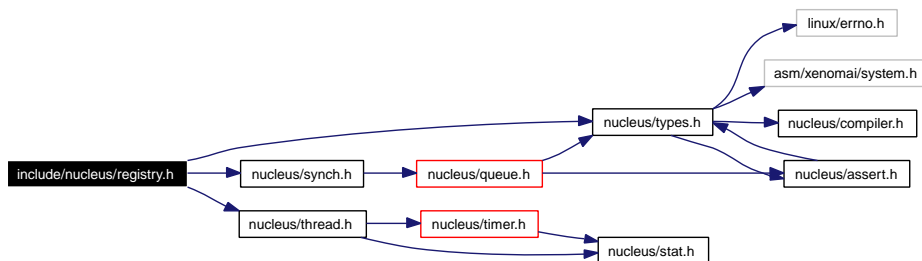 linux/errno.h
asm/xenomai/system.h
nucleus/types.h
nucleus/compiler.h
include/nucleus/registry.h
nucleus/synch.h
nucleus/queue.h
nucleus/assert.h
nucleus/thread.h
nucleus/timer.h
nucleus/stat.h